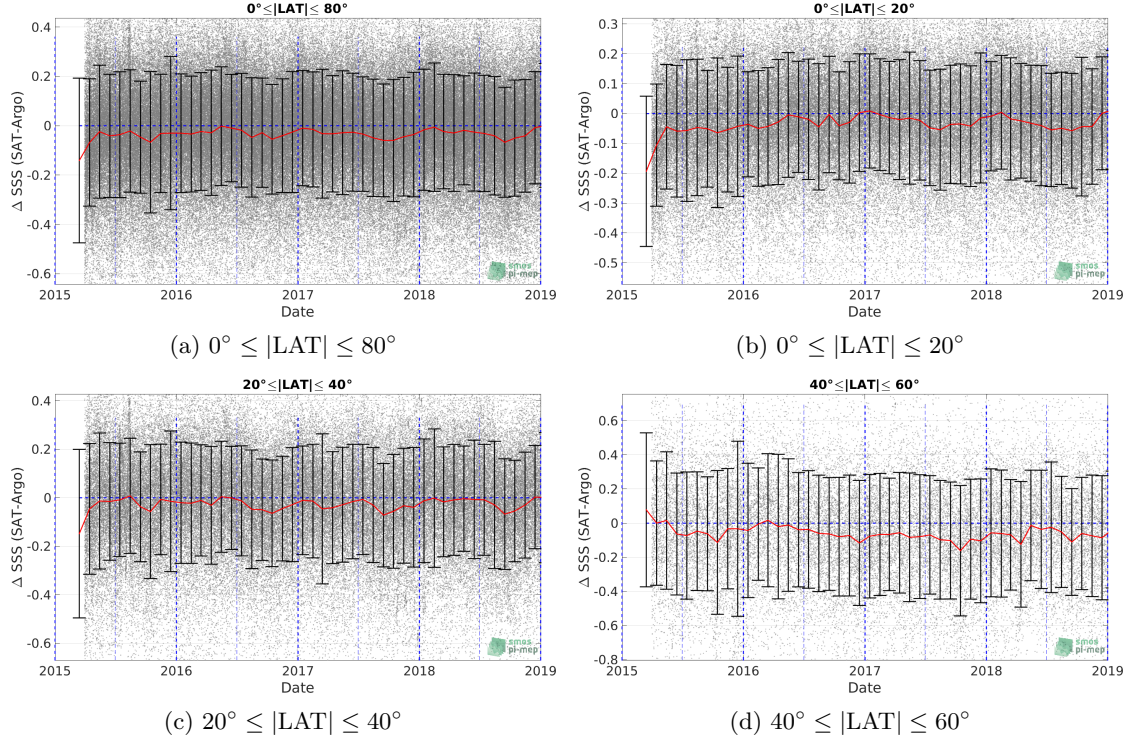 0°≤|LAT|≤ 80°
0.4
0.2
0
-0.2
-0.4
-0.6
Δ SSS (SAT-Argo)
2015
2016
2017
2018
2019
Date
smos
pi-mep
(a) 0° ≤ |LAT| ≤ 80°
0°≤|LAT|≤ 20°
0.3
0.2
0.1
0
-0.1
-0.2
-0.3
-0.4
-0.5
Δ SSS (SAT-Argo)
2015
2016
2017
2018
2019
Date
smos
pi-mep
(b) 0° ≤ |LAT| ≤ 20°
20°≤|LAT|≤ 40°
0.4
0.2
0
-0.2
-0.4
-0.6
Δ SSS (SAT-Argo)
2015
2016
2017
2018
2019
Date
smos
pi-mep
(c) 20° ≤ |LAT| ≤ 40°
40°≤|LAT|≤ 60°
0.6
0.4
0.2
0
-0.2
-0.4
-0.6
-0.8
Δ SSS (SAT-Argo)
2015
2016
2017
2018
2019
Date
smos
pi-mep
(d) 40° ≤ |LAT| ≤ 60°